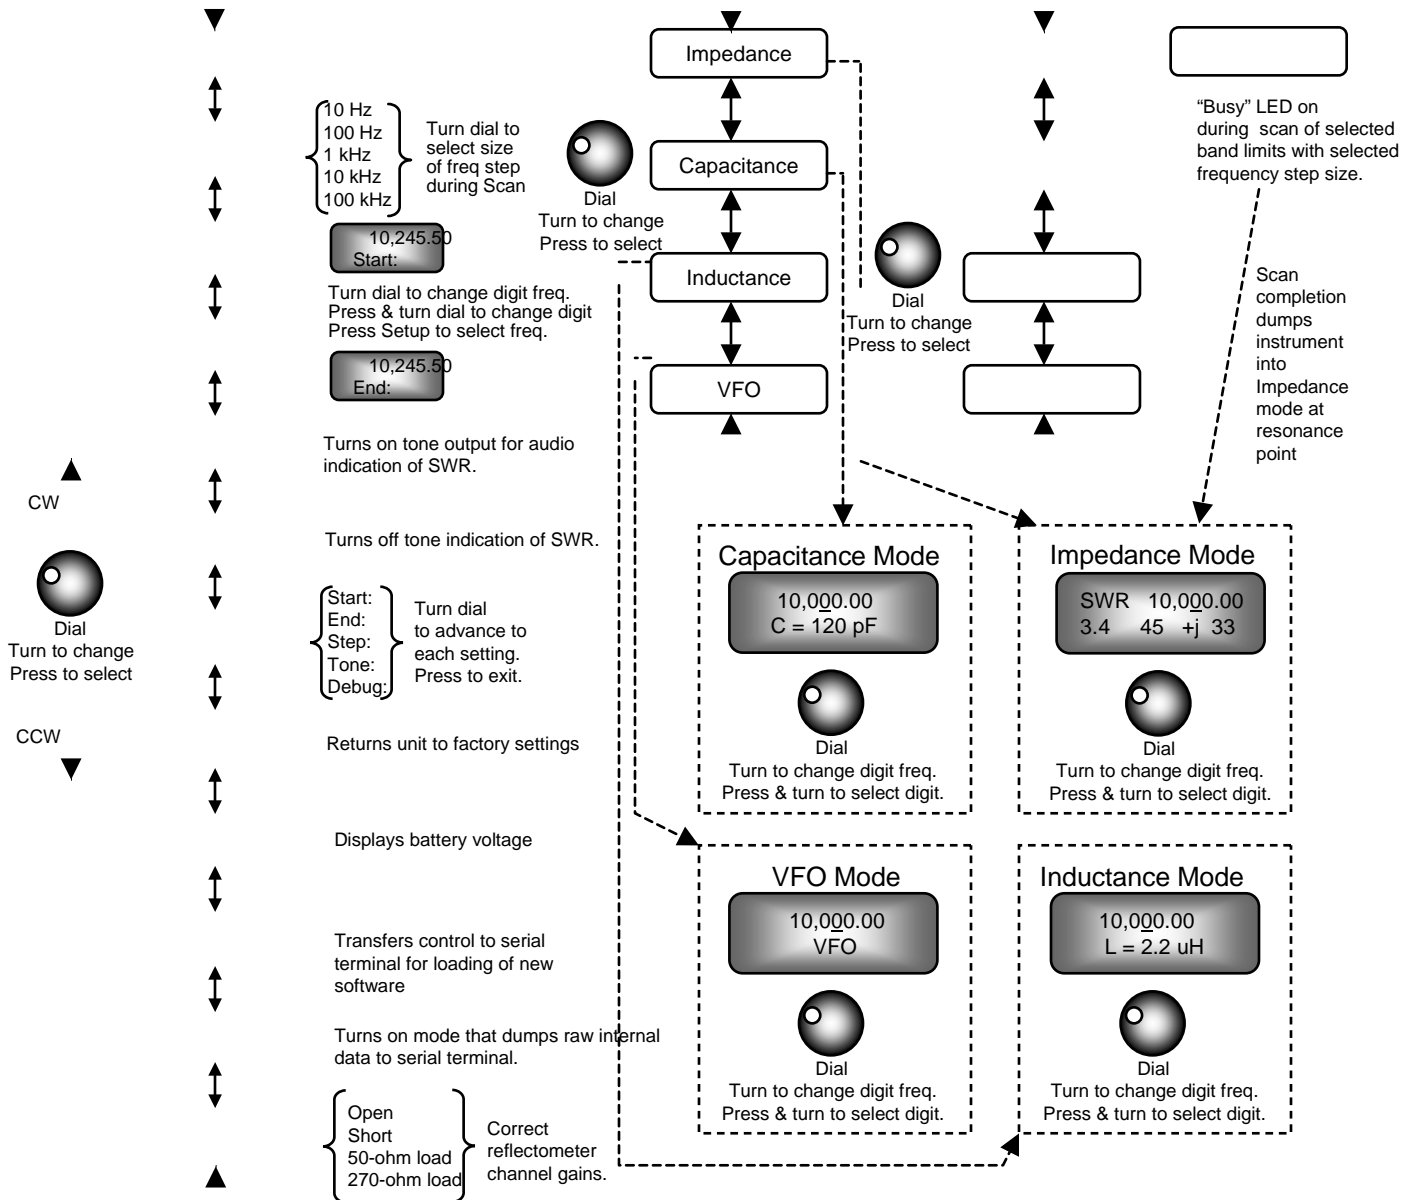 Impedance
Capacitance
Inductance
VFO
10 Hz
100 Hz
1 kHz
10 kHz
100 kHz
Turn dial to
select size
of freq step
during Scan
Dial
Turn to change
Press to select
10,245.50
Start:
Turn dial to change digit freq.
Press & turn dial to change digit
Press Setup to select freq.
10,245.50
End:
Dial
Turn to change
Press to select
"Busy" LED on
during scan of selected
band limits with selected
frequency step size.
Scan
completion
dumps
instrument
into
Impedance
mode at
resonance
point
Turns on tone output for audio
indication of SWR.
Turns off tone indication of SWR.
CW
Dial
Turn to change
Press to select
CCW
Start:
End:
Step:
Tone:
Debug:
Turn dial
to advance to
each setting.
Press to exit.
Returns unit to factory settings
Displays battery voltage
Transfers control to serial
terminal for loading of new
software
Turns on mode that dumps raw internal
data to serial terminal.
Open
Short
50-ohm load
270-ohm load
Correct
reflectometer
channel gains.
Capacitance Mode
10,000.00
C = 120 pF
Dial
Turn to change digit freq.
Press & turn to select digit.
Impedance Mode
SWR 10,000.00
3.4 45 +j 33
Dial
Turn to change digit freq.
Press & turn to select digit.
VFO Mode
10,000.00
VFO
Dial
Turn to change digit freq.
Press & turn to select digit.
Inductance Mode
10,000.00
L = 2.2 uH
Dial
Turn to change digit freq.
Press & turn to select digit.